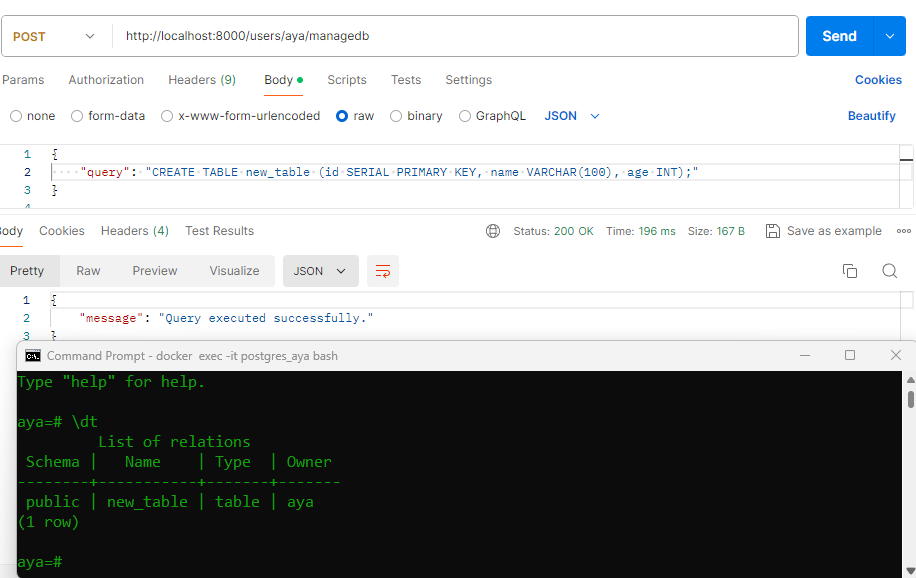 POST http://localhost:8000/users/aya/managedb Send
Params Authorization Headers (9) Body Scripts Tests Settings Cookies
none form-data x-www-form-urlencoded raw binary GraphQL JSON Beautify
1 {
2 "query": "CREATE TABLE new_table (id SERIAL PRIMARY KEY, name VARCHAR(100), age INT);"
3 }
4
ody Cookies Headers (4) Test Results Status: 200 OK Time: 196 ms Size: 167 B Save as example
Pretty Raw Preview Visualize JSON
1 {
2 "message": "Query executed successfully."
3 }
Command Prompt - docker  exec -it postgres_aya bash
Type "help" for help.
aya=# \dt
List of relations
Schema | Name | Type | Owner
--------+-----------+-------+-------
public | new_table | table | aya
(1 row)
aya=#